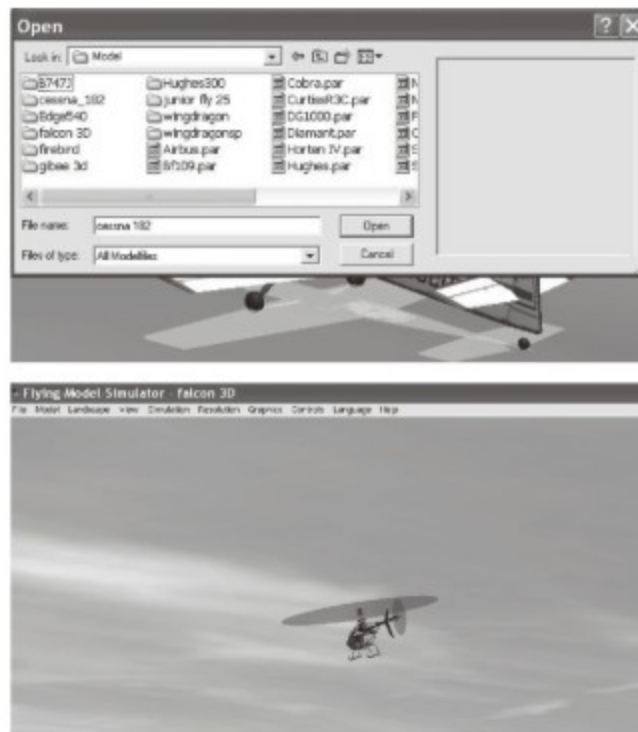 Open
Look in: Model
B7473 Hughes300 Cobra.par
cessna_182 junior fly 25 CurtissR3C.par
Edge540 wingdragon DG1000.par
falcon 3D wingdragonsp Diamant.par
firebird Airbus.par Horten IV.par
gibee 3d Bf109.par Hughes.par
File name: cessna 182 Open
Files of type: All Modelfiles Cancel
Flying Model Simulator - falcon 3D
File Model Landscape View Simulation Resolution Graphics Controls Language Help